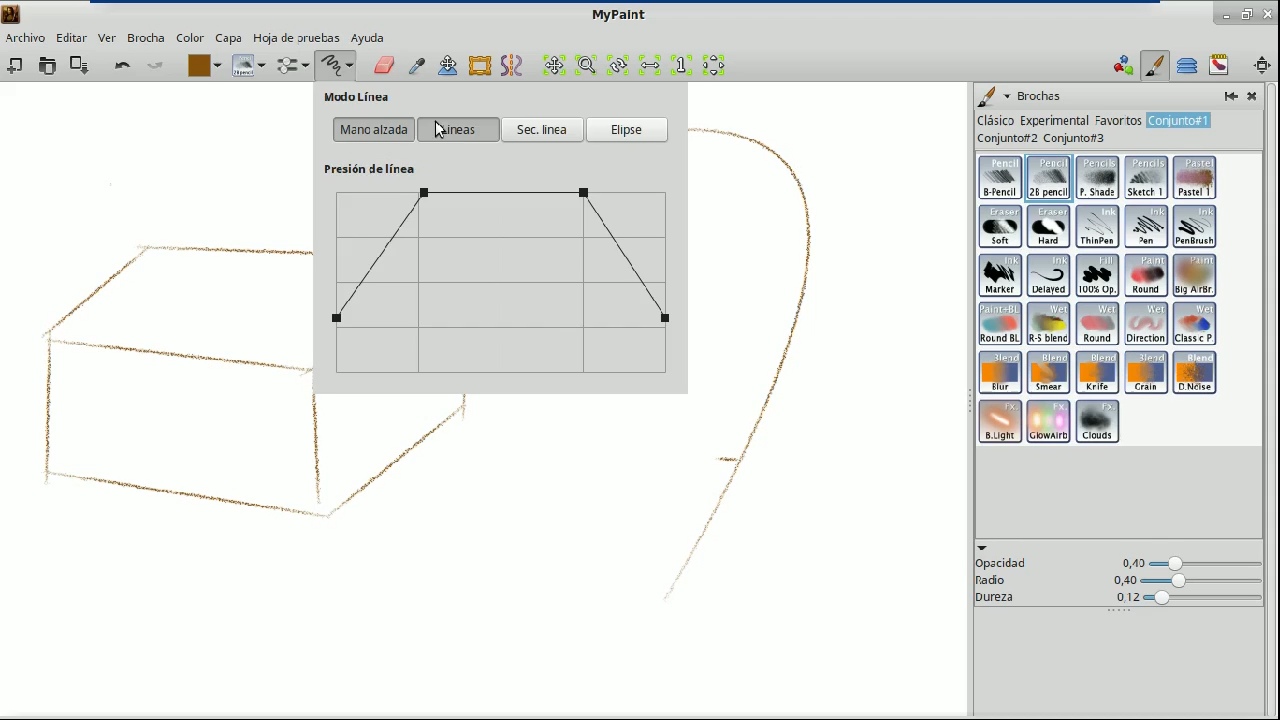 MyPaint
Archivo Editar Ver Brocha Color Capa Hoja de pruebas Ayuda
2Bpencil
1
Modo Línea
Mano alzada Líneas Sec. línea Elipse
Presión de línea
Brochas
Clásico Experimental Favoritos Conjunto#1
Conjunto#2 Conjunto#3
Pencil Pencil Pencils Pencils Pastel
B-Pencil 2B pencil P. Shade Sketch 1 Pastel 1
Eraser Eraser Ink Ink Ink
Soft Hard ThinPen Pen PenBrush
Ink Ink Fill Paint Paint
Marker Delayed 100% Op. Round Big AirBr.
Paint+BL Wet Wet Wet Wet
Round BL R-S blend Round Direction Classic P.
Blend Blend Blend Blend Blend
Blur Smear Knife Grain D.Noise
Fx. Fx. Fx.
B.Light GlowAirb Clouds
Opacidad 0,40
Radio 0,40
Dureza 0,12